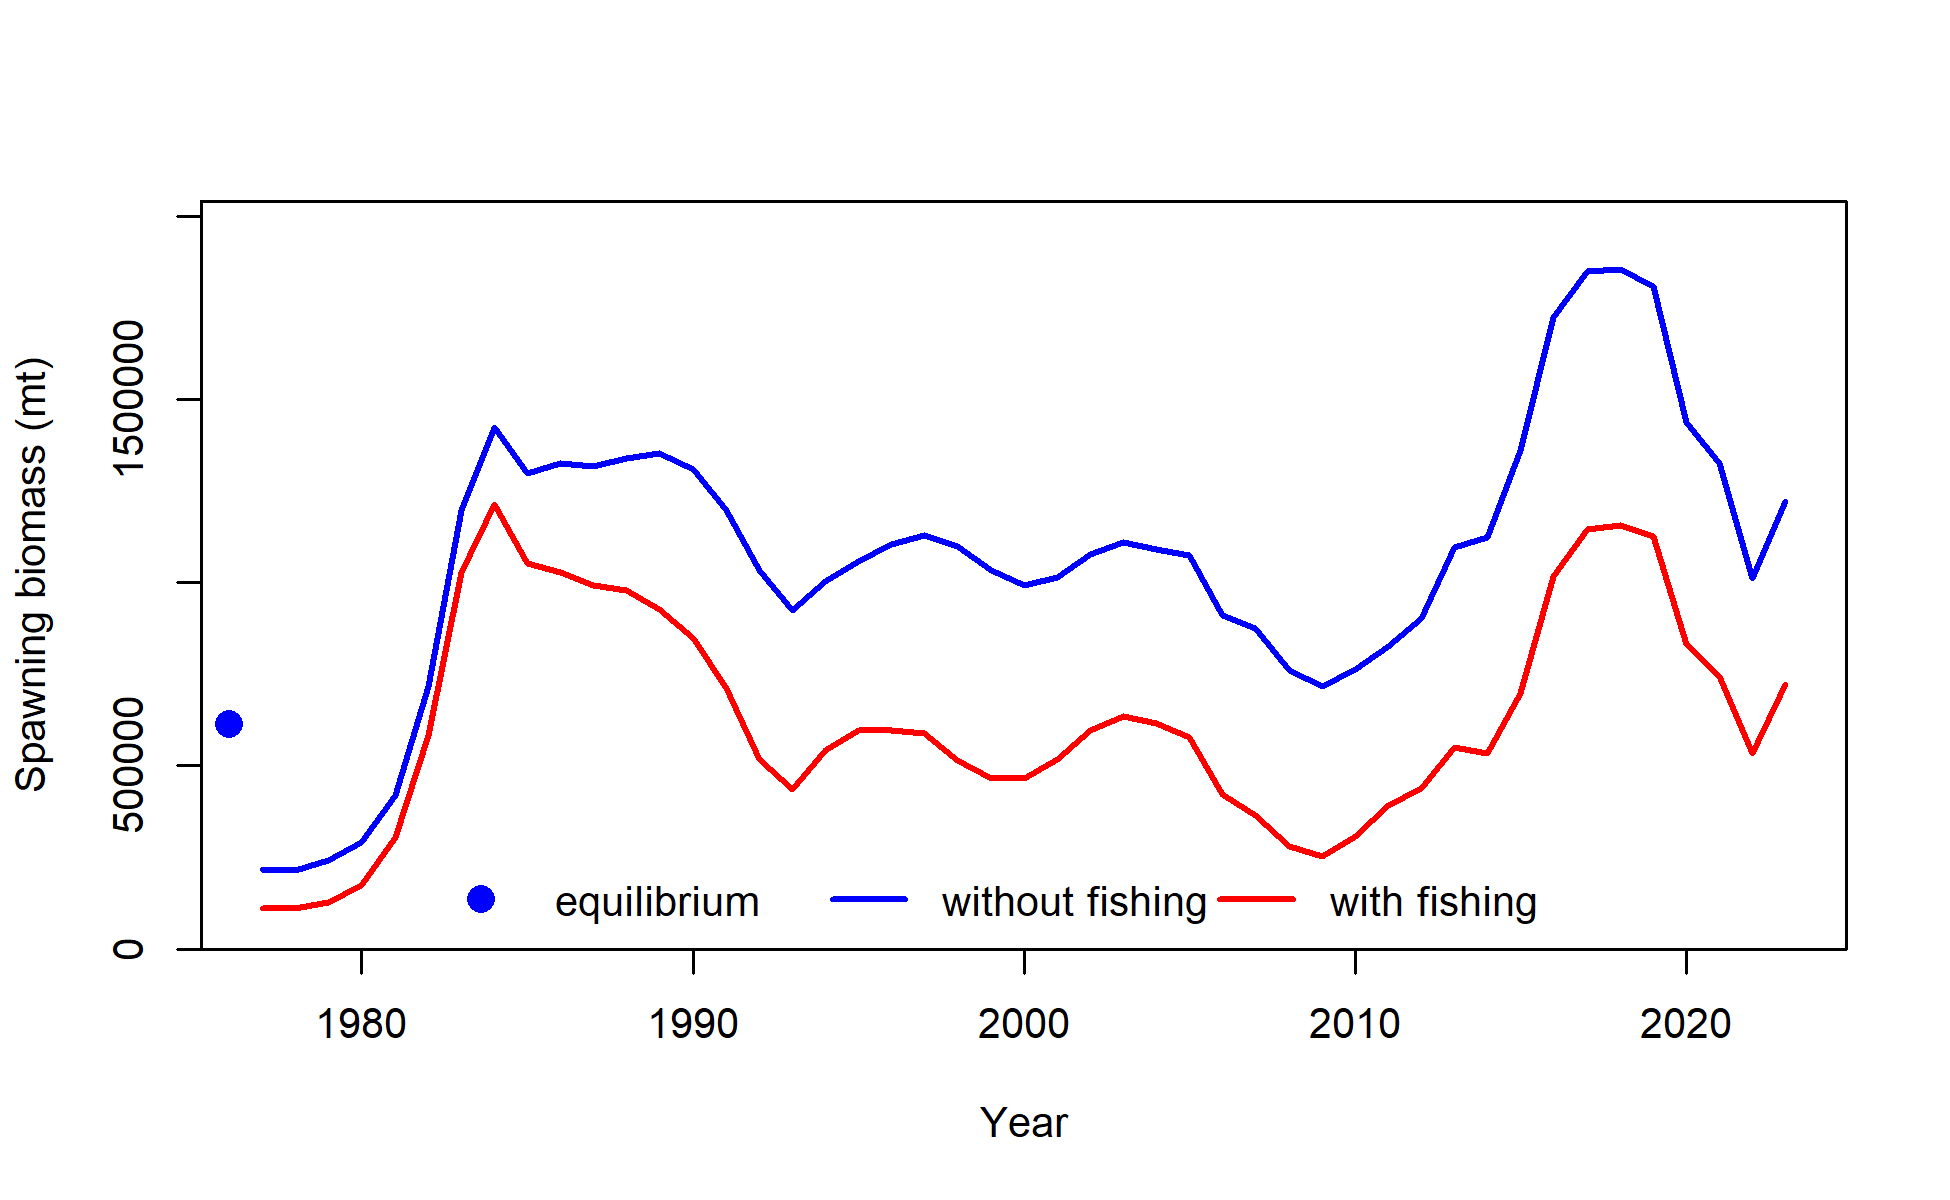 Spawning biomass (mt)
1500000
500000
0
equilibrium without fishing with fishing
1980 1990 2000 2010 2020
Year